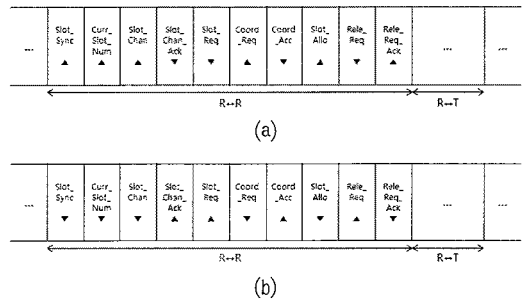 ... Slot_ Sync ▲ Curr_ Slot_ Num ▲ Slot_ Chan ▲ Slot_ Chan_ Ack ▼ Slot_ Req ▼ Coord _Req ▲ Coord _Acc ▼ Slot_ Allo ▲ Rele_ Req ▼ Rele_ Req_ Ack ▲ ... ...
R↔R R↔T
(a)
... Slot_ Sync ▼ Curr_ Slot_ Num ▼ Slot_ Chan ▼ Slot_ Chan_ Ack ▲ Slot_ Req ▲ Coord _Req ▼ Coord _Acc ▲ Slot_ Allo ▼ Rele_ Req ▲ Rele_ Req_ Ack ▼ ... ...
R↔R R↔T
(b)